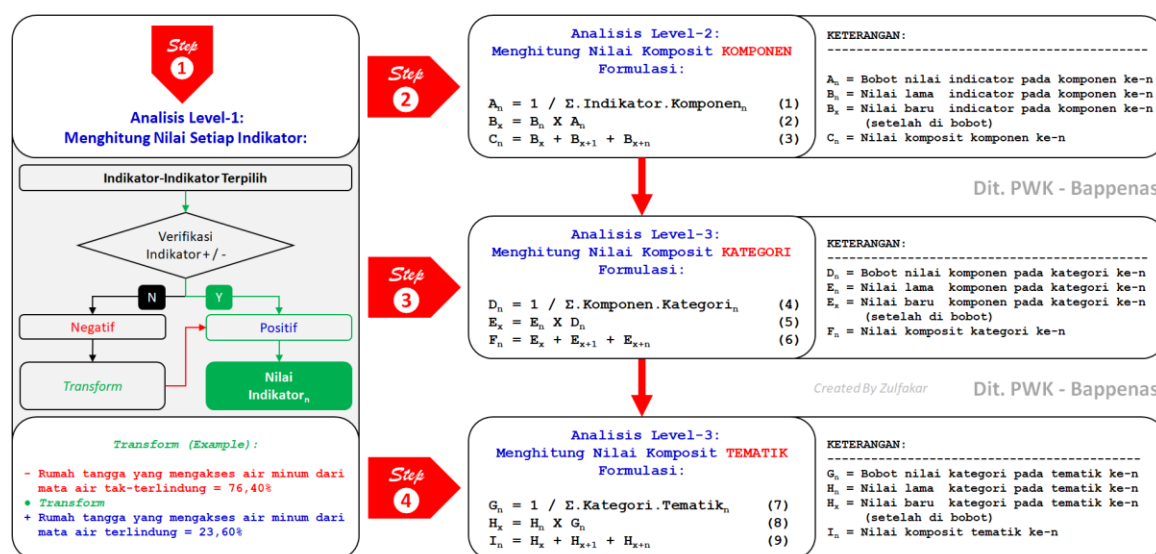 Step
1
Analisis Level-1:
Menghitung Nilai Setiap Indikator:
Indikator-Indikator Terpilih
Verifikasi
Indikator + / -
N
Y
Negatif
Positif
Transform
Nilai
Indikatorₙ
Transform (Example):
- Rumah tangga yang mengakses air minum dari
mata air tak-terlindung = 76,40%
● Transform
+ Rumah tangga yang mengakses air minum dari
mata air terlindung = 23,60%
Step
2
Analisis Level-2:
Menghitung Nilai Komposit KOMPONEN
Formulasi:
Aₙ = 1 / Σ.Indikator.Komponenₙ (1)
Bₓ = Bₙ X Aₙ (2)
Cₙ = Bₓ + Bₓ₊₁ + Bₓ₊ₙ (3)
KETERANGAN:
------------------------------------------------
Aₙ = Bobot nilai indicator pada komponen ke-n
Bₙ = Nilai lama indicator pada komponen ke-n
Bₓ = Nilai baru indicator pada komponen ke-n
(setelah di bobot)
Cₙ = Nilai komposit komponen ke-n
Dit. PWK - Bappenas
Step
3
Analisis Level-3:
Menghitung Nilai Komposit KATEGORI
Formulasi:
Dₙ = 1 / Σ.Komponen.Kategoriₙ (4)
Eₓ = Eₙ X Dₙ (5)
Fₙ = Eₓ + Eₓ₊₁ + Eₓ₊ₙ (6)
KETERANGAN:
------------------------------------------------
Dₙ = Bobot nilai komponen pada kategori ke-n
Eₙ = Nilai lama komponen pada kategori ke-n
Eₓ = Nilai baru komponen pada kategori ke-n
(setelah di bobot)
Fₙ = Nilai komposit kategori ke-n
Created By Zulfakar
Dit. PWK - Bappenas
Step
4
Analisis Level-3:
Menghitung Nilai Komposit TEMATIK
Formulasi:
Gₙ = 1 / Σ.Kategori.Tematikₙ (7)
Hₓ = Hₙ X Gₙ (8)
Iₙ = Hₓ + Hₓ₊₁ + Hₓ₊ₙ (9)
KETERANGAN:
------------------------------------------------
Gₙ = Bobot nilai kategori pada tematik ke-n
Hₙ = Nilai lama kategori pada tematik ke-n
Hₓ = Nilai baru kategori pada tematik ke-n
(setelah di bobot)
Iₙ = Nilai komposit tematik ke-n